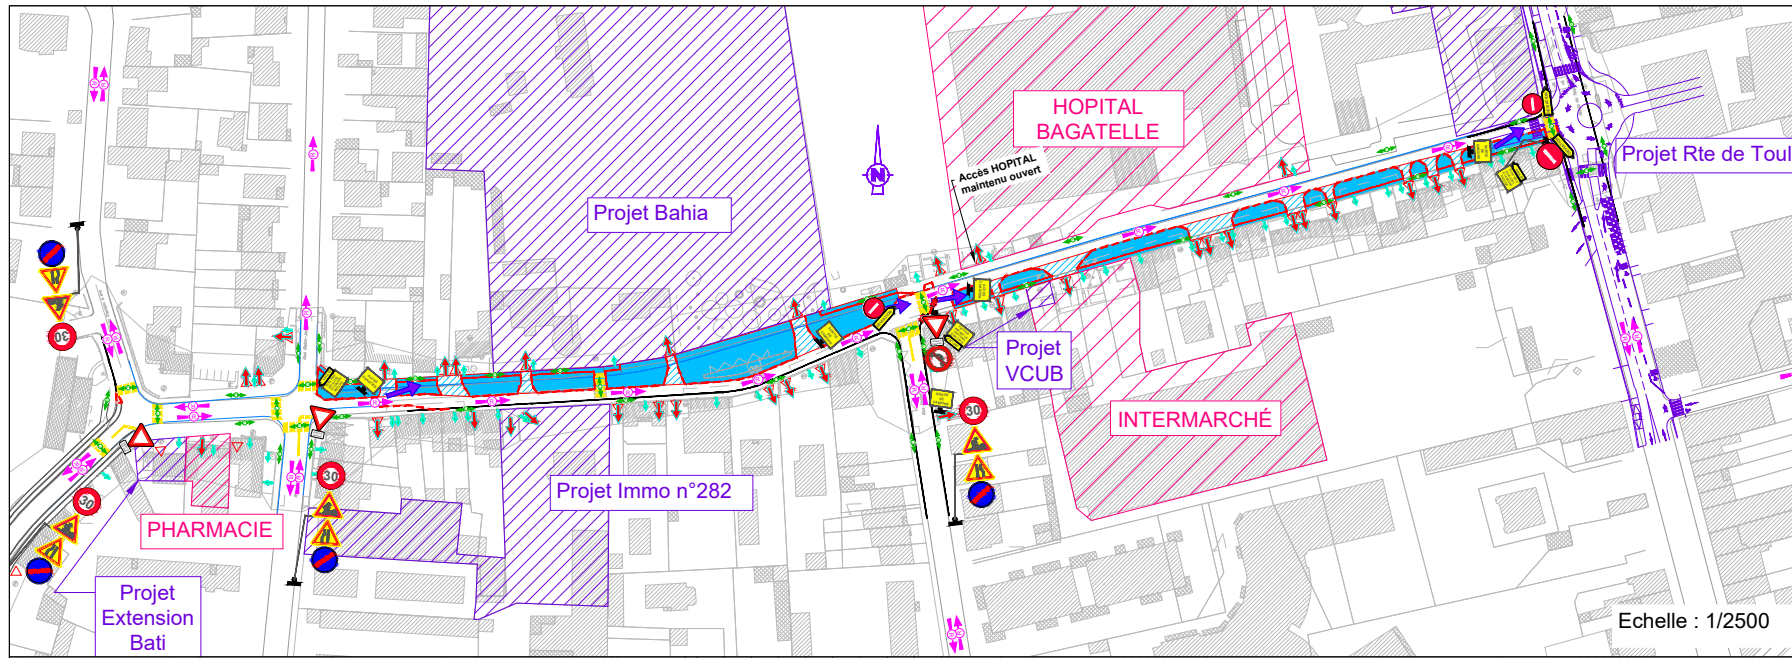 HOPITAL
BAGATELLE
Accès HOPITAL
maintenu ouvert
Projet Rte de Toul
Projet Bahia
N
Projet
VCUB
INTERMARCHÉ
Projet Immo n°282
PHARMACIE
Projet
Extension
Bati
30
30
30
30
Echelle : 1/2500